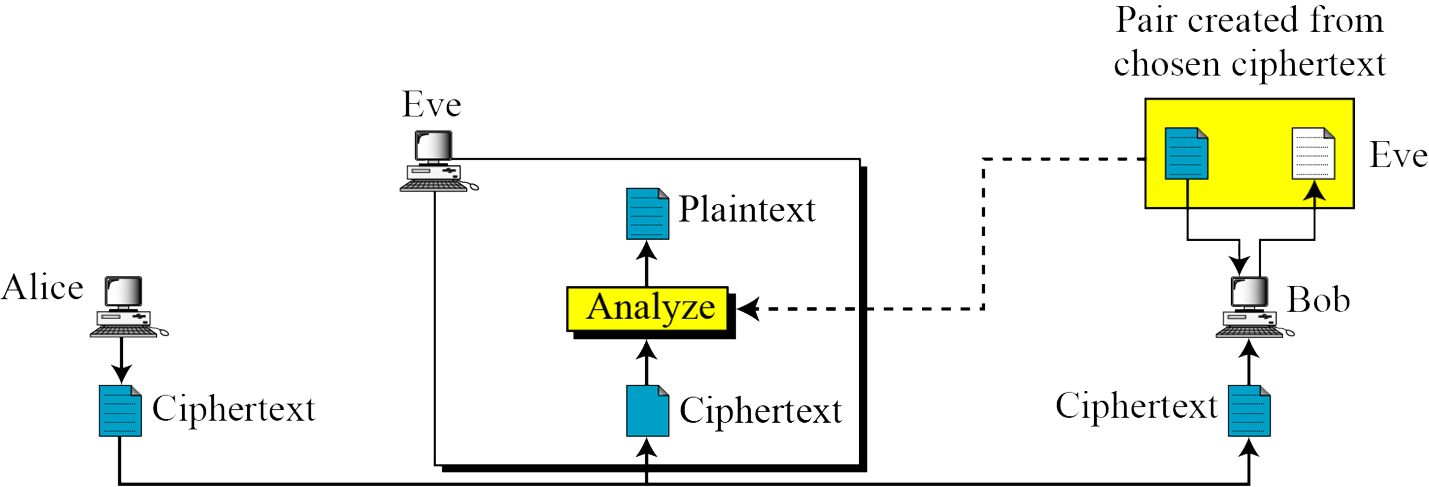 Pair created from
chosen ciphertext
Eve
Eve
Plaintext
Alice
Analyze
Bob
Ciphertext
Ciphertext
Ciphertext